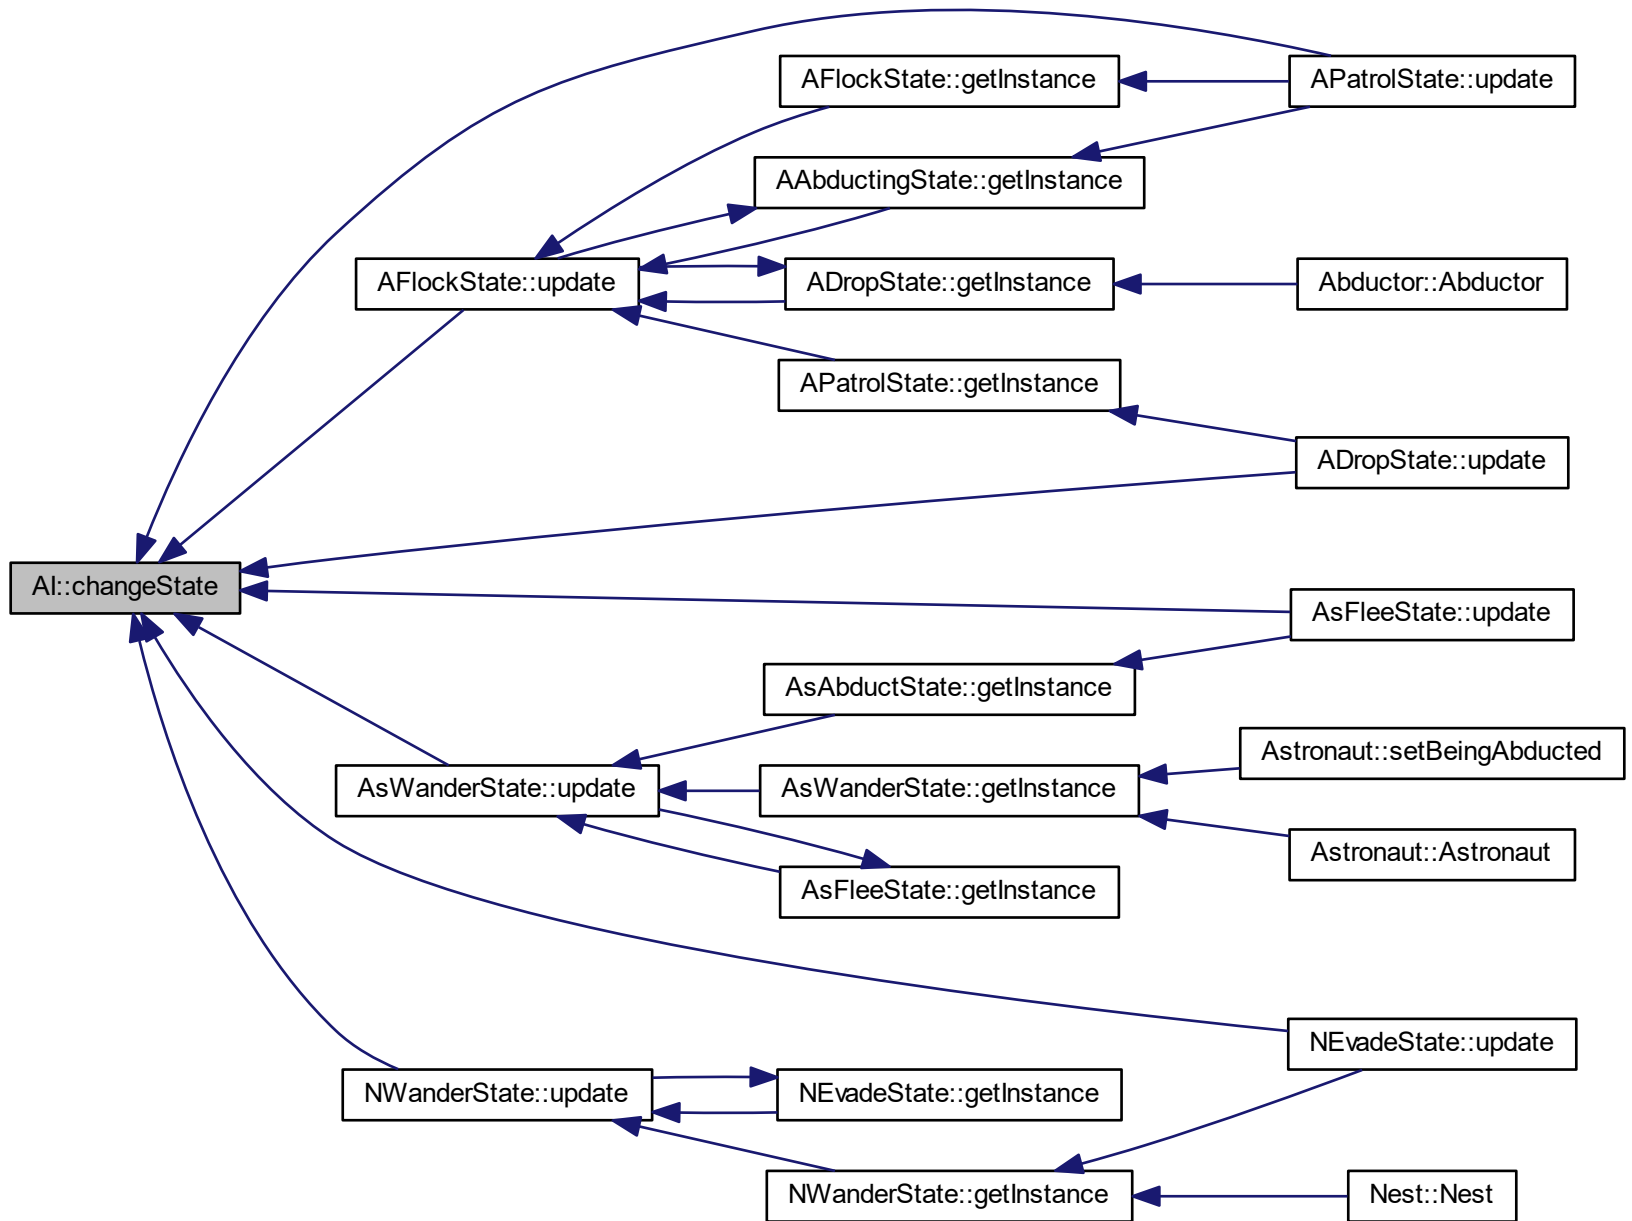 AFlockState::getInstance
APatrolState::update
AAbductingState::getInstance
AFlockState::update
ADropState::getInstance
Abductor::Abductor
APatrolState::getInstance
ADropState::update
AI::changeState
AsFleeState::update
AsAbductState::getInstance
Astronaut::setBeingAbducted
AsWanderState::update
AsWanderState::getInstance
Astronaut::Astronaut
AsFleeState::getInstance
NEvadeState::update
NWanderState::update
NEvadeState::getInstance
NWanderState::getInstance
Nest::Nest